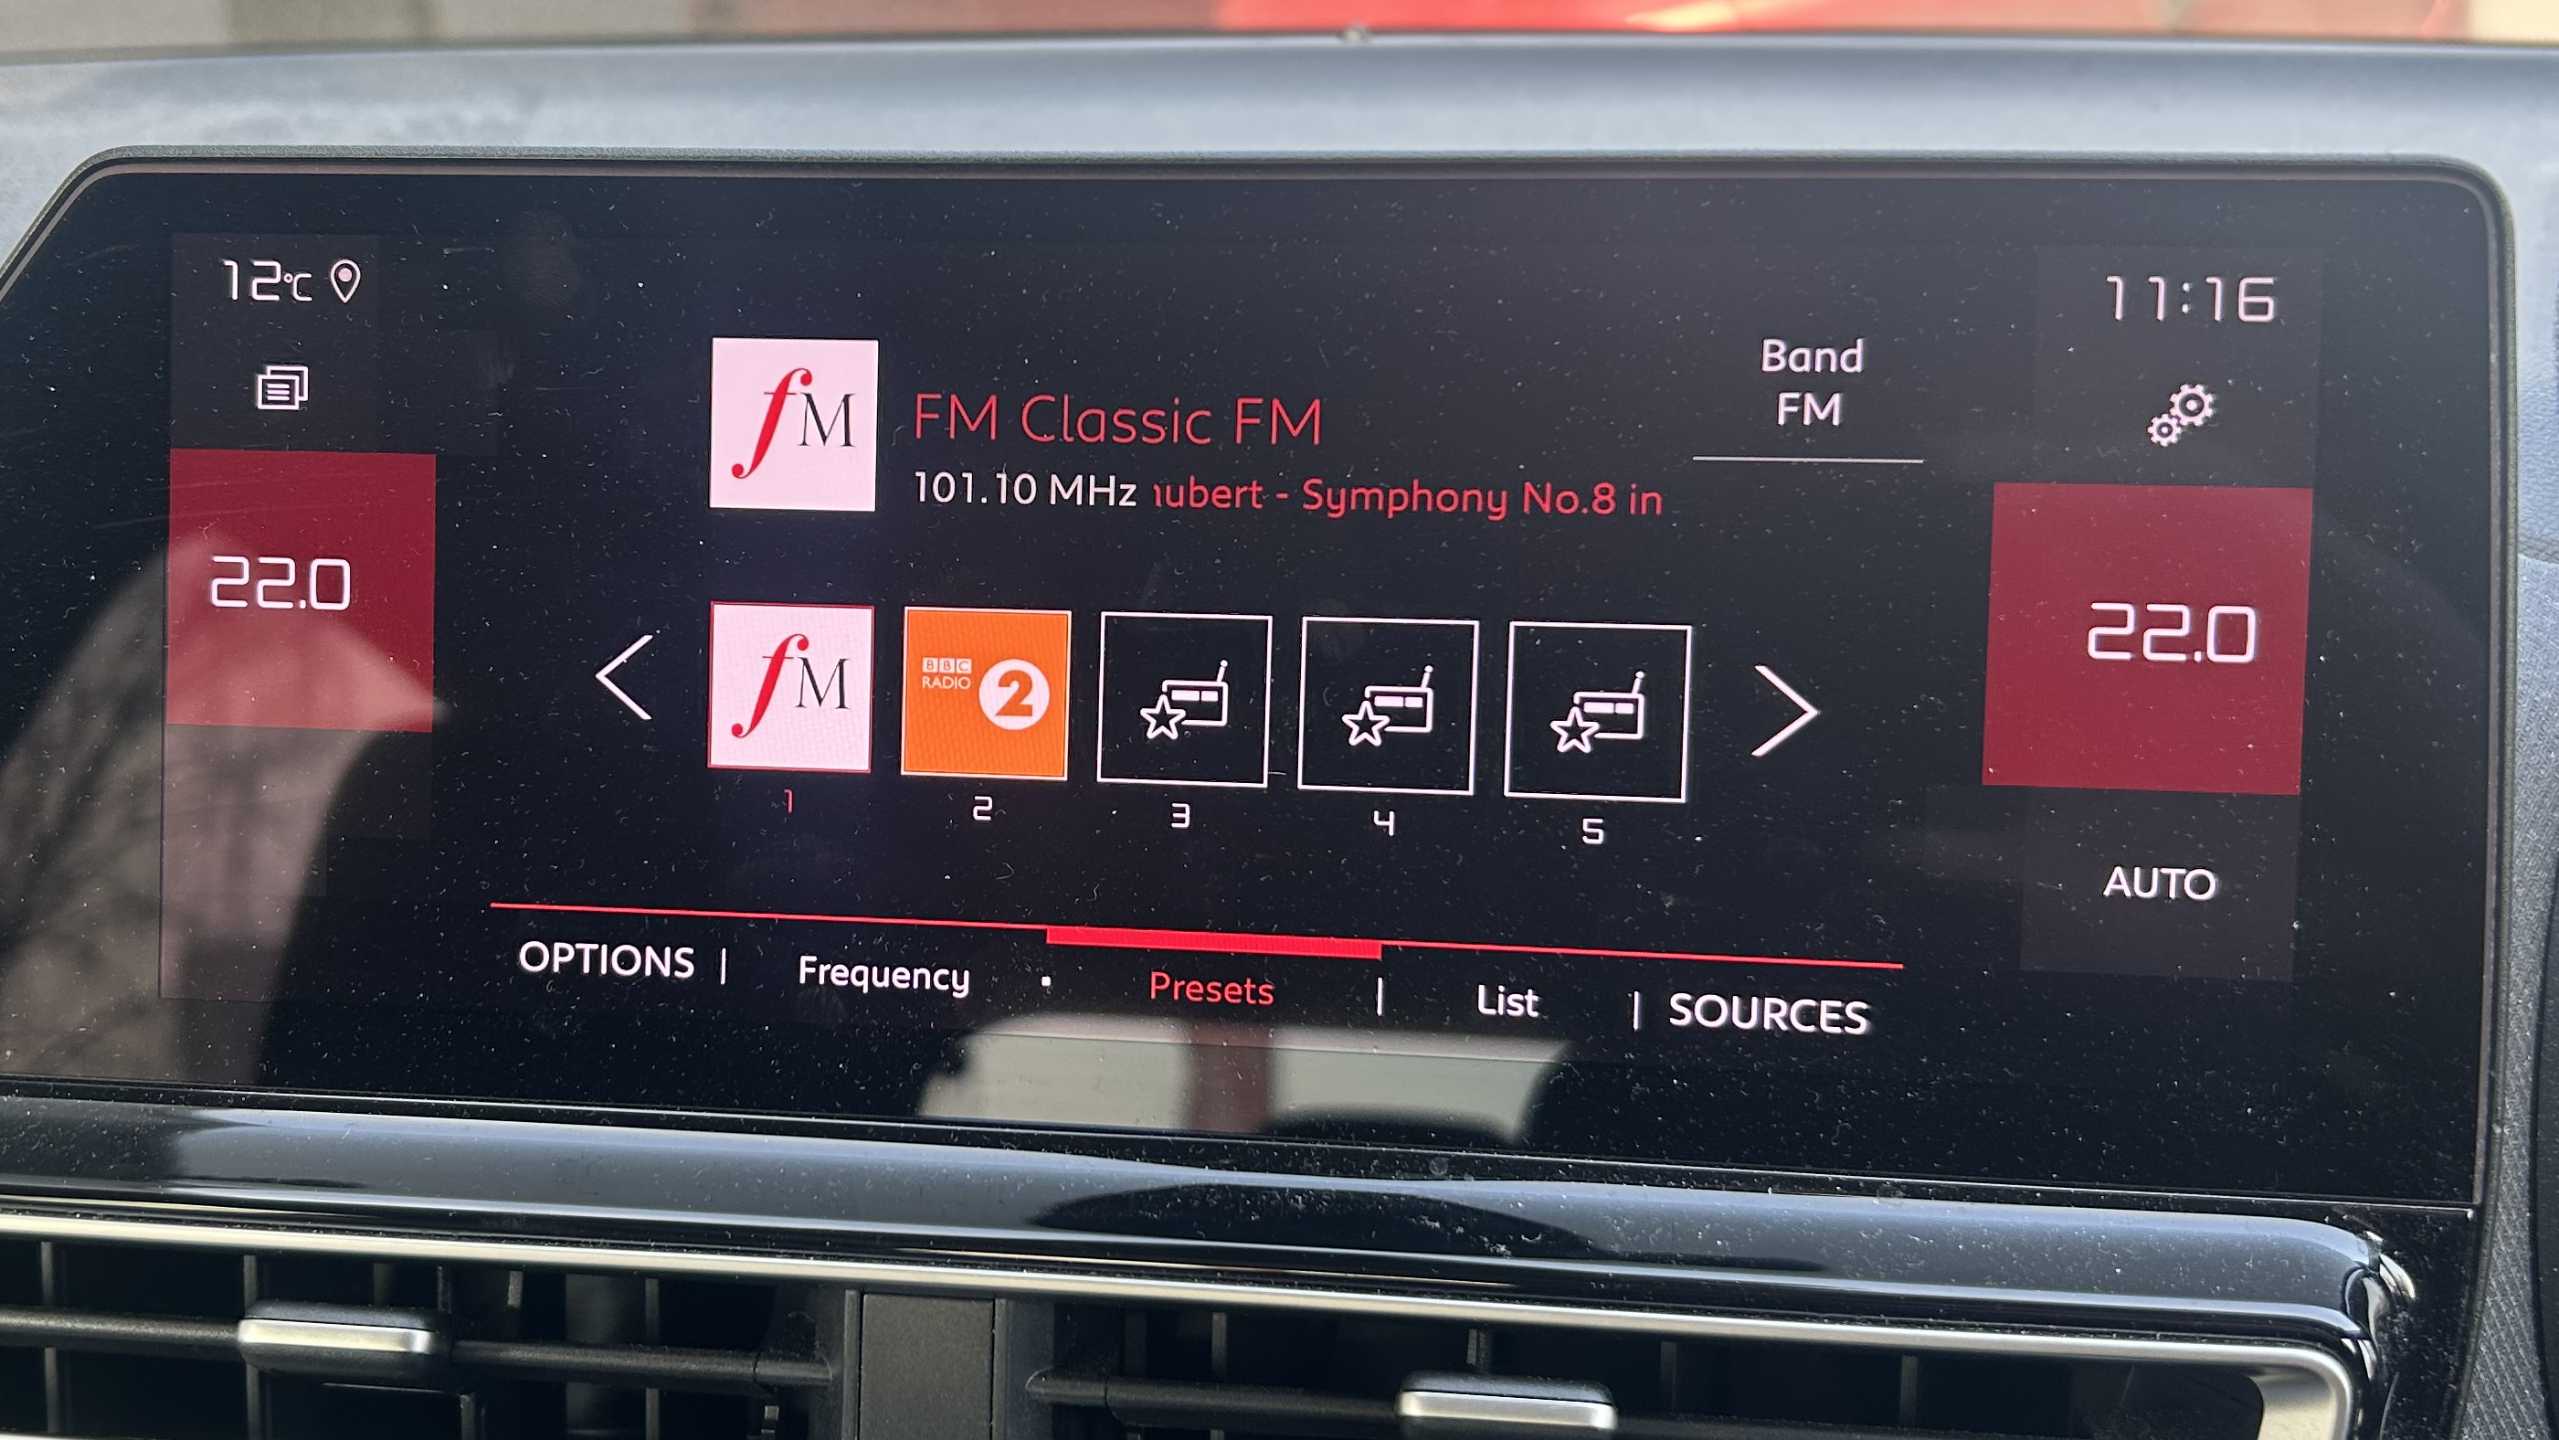 12°C
11:16
Band
FM
fM
FM Classic FM
101.10 MHz ubert - Symphony No.8 in
22.0
22.0
fM
BBC
RADIO
2
1
2
3
4
5
AUTO
OPTIONS | Frequency · Presets | List | SOURCES